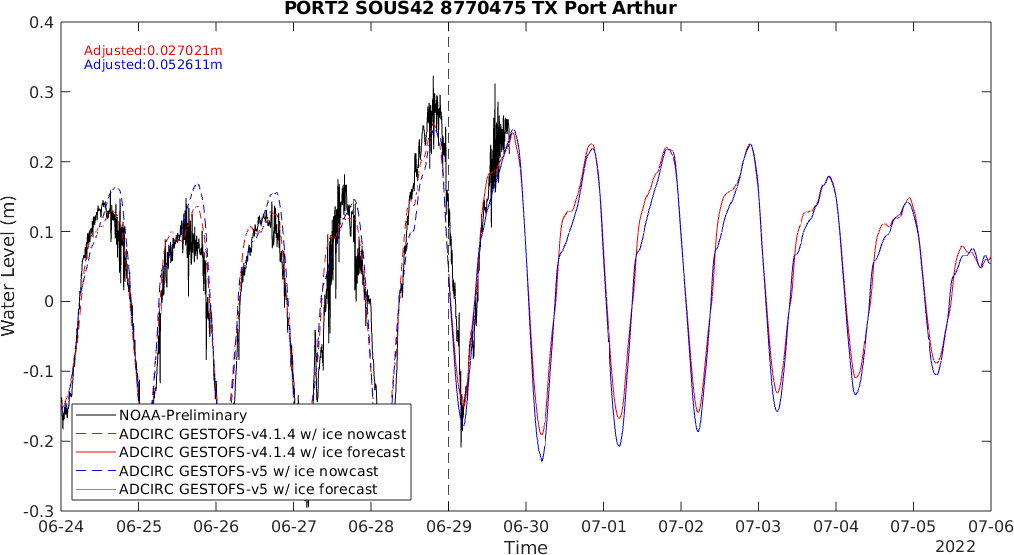 PORT2 SOUS42 8770475 TX Port Arthur
Adjusted:0.027021m
Adjusted:0.052611m
0.4
0.3
0.2
0.1
0
-0.1
-0.2
-0.3
Water Level (m)
NOAA-Preliminary
ADCIRC GESTOFS-v4.1.4 w/ ice nowcast
ADCIRC GESTOFS-v4.1.4 w/ ice forecast
ADCIRC GESTOFS-v5 w/ ice nowcast
ADCIRC GESTOFS-v5 w/ ice forecast
06-24 06-25 06-26 06-27 06-28 06-29 06-30 07-01 07-02 07-03 07-04 07-05 07-06
Time
2022